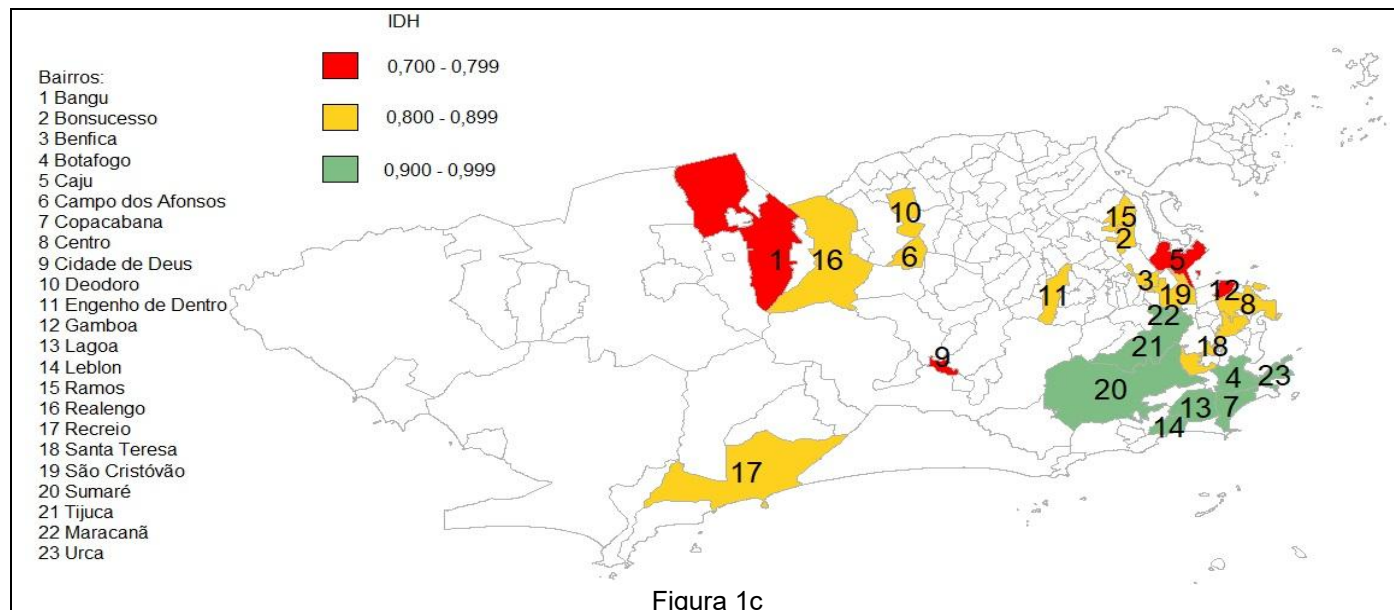 IDH
0,700 - 0,799
0,800 - 0,899
0,900 - 0,999
Bairros:
1 Bangu
2 Bonsucesso
3 Benfica
4 Botafogo
5 Caju
6 Campo dos Afonsos
7 Copacabana
8 Centro
9 Cidade de Deus
10 Deodoro
11 Engenho de Dentro
12 Gamboa
13 Lagoa
14 Leblon
15 Ramos
16 Realengo
17 Recreio
18 Santa Teresa
19 São Cristóvão
20 Sumaré
21 Tijuca
22 Maracanã
23 Urca
10
15
2
1
16
6
5
3
11
19
12
8
22
21
18
9
20
4
23
13
7
14
17
Figura 1c